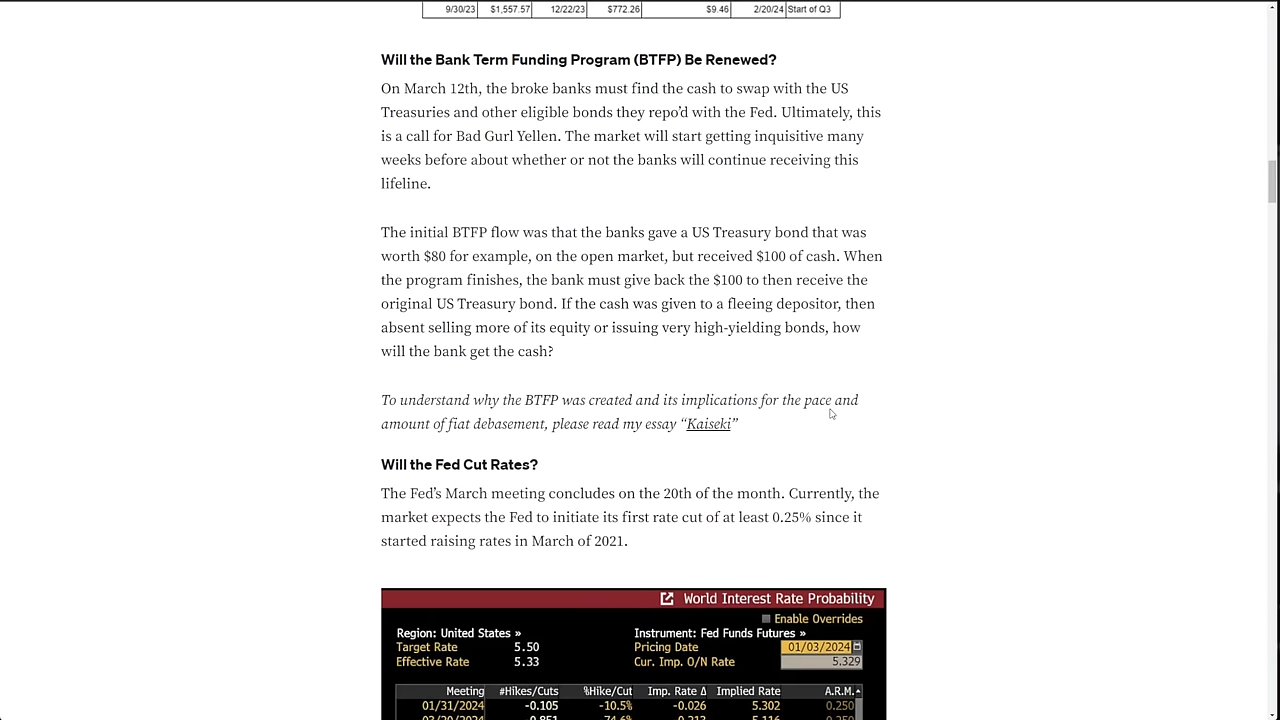 9/30/23 $1,557.57 12/22/23 $772.26 $9.46 2/20/24 Start of Q3
Will the Bank Term Funding Program (BTFP) Be Renewed?
On March 12th, the broke banks must find the cash to swap with the US
Treasuries and other eligible bonds they repo’d with the Fed. Ultimately, this
is a call for Bad Gurl Yellen. The market will start getting inquisitive many
weeks before about whether or not the banks will continue receiving this
lifeline.
The initial BTFP flow was that the banks gave a US Treasury bond that was
worth $80 for example, on the open market, but received $100 of cash. When
the program finishes, the bank must give back the $100 to then receive the
original US Treasury bond. If the cash was given to a fleeing depositor, then
absent selling more of its equity or issuing very high-yielding bonds, how
will the bank get the cash?
To understand why the BTFP was created and its implications for the pace and
amount of fiat debasement, please read my essay “Kaiseki”
Will the Fed Cut Rates?
The Fed’s March meeting concludes on the 20th of the month. Currently, the
market expects the Fed to initiate its first rate cut of at least 0.25% since it
started raising rates in March of 2021.
World Interest Rate Probability
Enable Overrides
Region: United States » Instrument: Fed Funds Futures »
Target Rate 5.50 Pricing Date 01/03/2024
Effective Rate 5.33 Cur. Imp. O/N Rate 5.329
Meeting #Hikes/Cuts %Hike/Cut Imp. Rate Δ Implied Rate A.R.M.
01/31/2024 -0.105 -10.5% -0.026 5.302 0.250